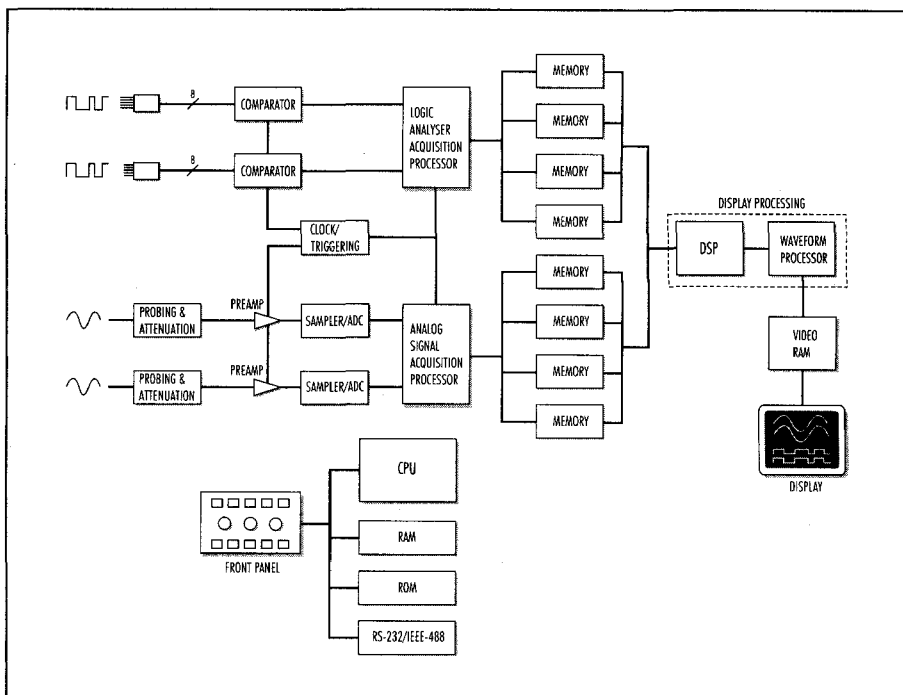 8
COMPARATOR
8
COMPARATOR
CLOCK/
TRIGGERING
LOGIC
ANALYSER
ACQUISITION
PROCESSOR
MEMORY
MEMORY
MEMORY
MEMORY
PROBING &
ATTENUATION
PREAMP
SAMPLER/ADC
PROBING &
ATTENUATION
PREAMP
SAMPLER/ADC
ANALOG
SIGNAL
ACQUISITION
PROCESSOR
MEMORY
MEMORY
MEMORY
MEMORY
DISPLAY PROCESSING
DSP
WAVEFORM
PROCESSOR
VIDEO
RAM
DISPLAY
FRONT PANEL
CPU
RAM
ROM
RS-232/IEEE-488